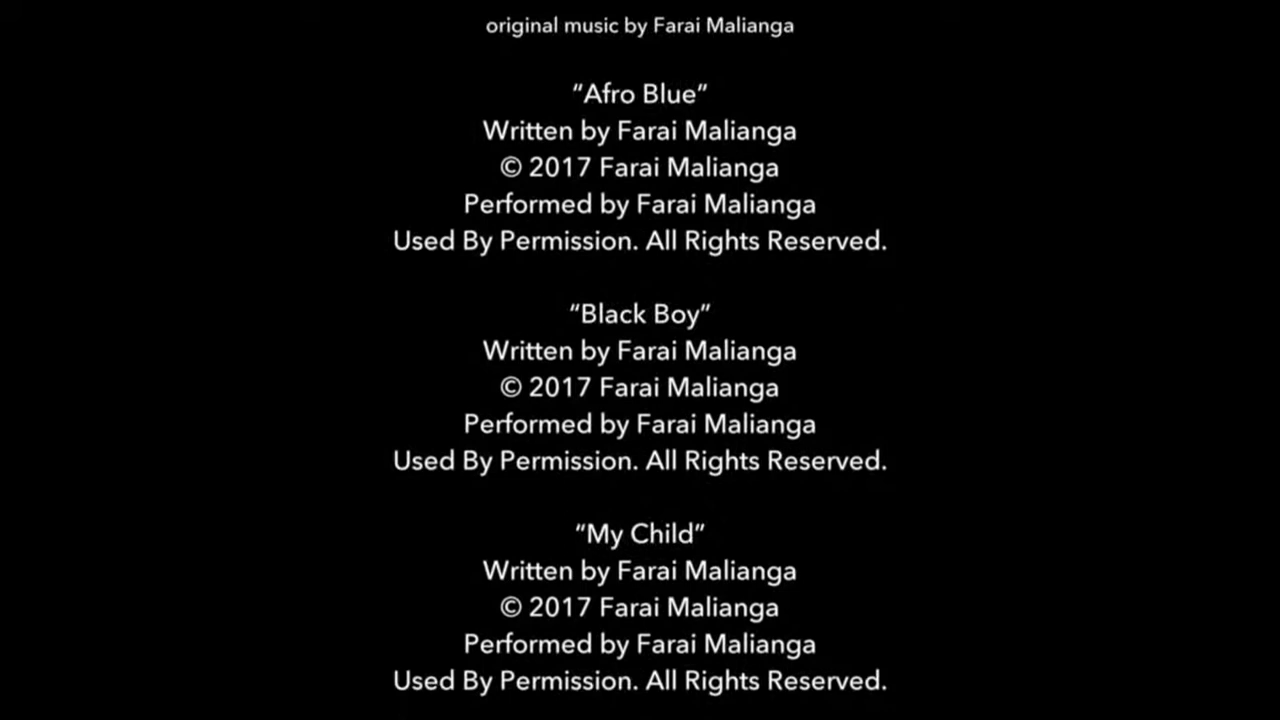 original music by Farai Malianga
“Afro Blue”
Written by Farai Malianga
© 2017 Farai Malianga
Performed by Farai Malianga
Used By Permission. All Rights Reserved.
“Black Boy”
Written by Farai Malianga
© 2017 Farai Malianga
Performed by Farai Malianga
Used By Permission. All Rights Reserved.
“My Child”
Written by Farai Malianga
© 2017 Farai Malianga
Performed by Farai Malianga
Used By Permission. All Rights Reserved.